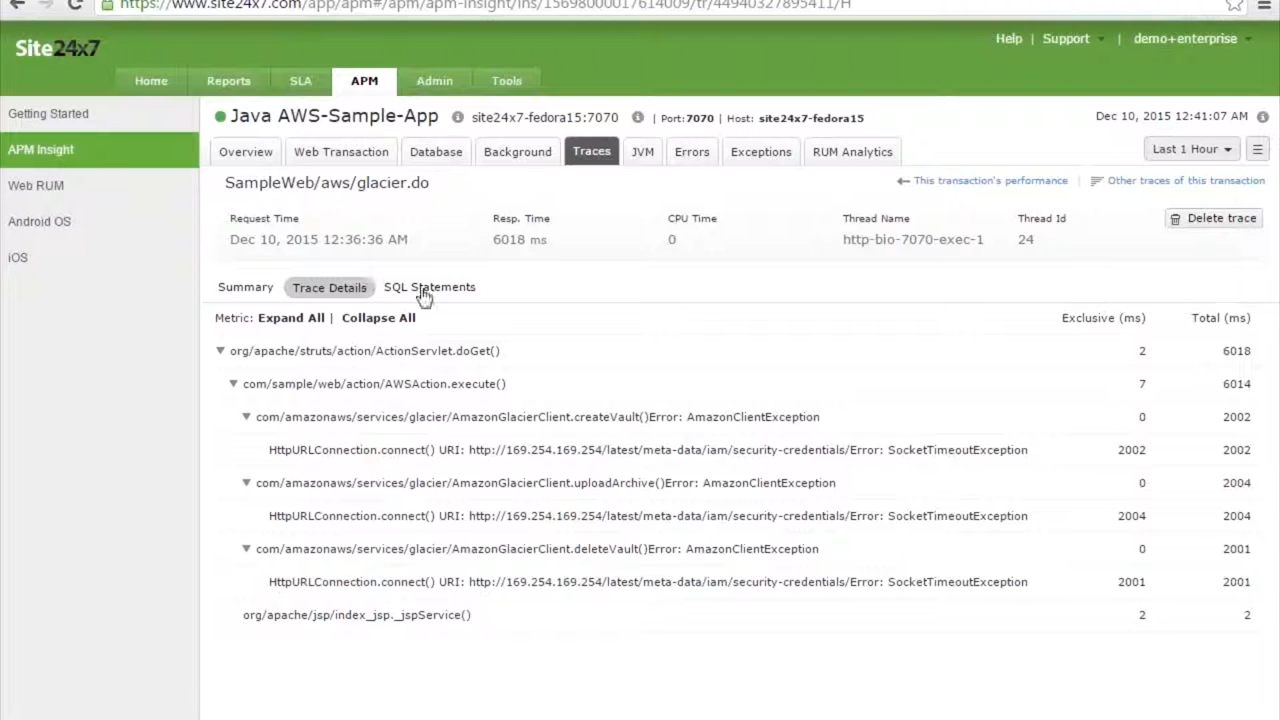 https://www.site24x7.com/app/apm#/apm/apm-insight/ins/15698000017614009/tr/44940327895411/H
Site24x7
Help | Support | demo+enterprise
Home Reports SLA APM Admin Tools
Getting Started
APM Insight
Web RUM
Android OS
iOS
Java AWS-Sample-App site24x7-fedora15:7070 | Port:7070 | Host: site24x7-fedora15
Dec 10, 2015 12:41:07 AM
Overview Web Transaction Database Background Traces JVM Errors Exceptions RUM Analytics
Last 1 Hour
SampleWeb/aws/glacier.do
This transaction's performance | Other traces of this transaction
Request Time Resp. Time CPU Time Thread Name Thread Id
Dec 10, 2015 12:36:36 AM 6018 ms 0 http-bio-7070-exec-1 24
Delete trace
Summary Trace Details SQL Statements
Metric: Expand All | Collapse All Exclusive (ms) Total (ms)
org/apache/struts/action/ActionServlet.doGet() 2 6018
com/sample/web/action/AWSAction.execute() 7 6014
com/amazonaws/services/glacier/AmazonGlacierClient.createVault()Error: AmazonClientException 0 2002
HttpURLConnection.connect() URI: http://169.254.169.254/latest/meta-data/iam/security-credentials/Error: SocketTimeoutException 2002 2002
com/amazonaws/services/glacier/AmazonGlacierClient.uploadArchive()Error: AmazonClientException 0 2004
HttpURLConnection.connect() URI: http://169.254.169.254/latest/meta-data/iam/security-credentials/Error: SocketTimeoutException 2004 2004
com/amazonaws/services/glacier/AmazonGlacierClient.deleteVault()Error: AmazonClientException 0 2001
HttpURLConnection.connect() URI: http://169.254.169.254/latest/meta-data/iam/security-credentials/Error: SocketTimeoutException 2001 2001
org/apache/jsp/index_jsp._jspService() 2 2